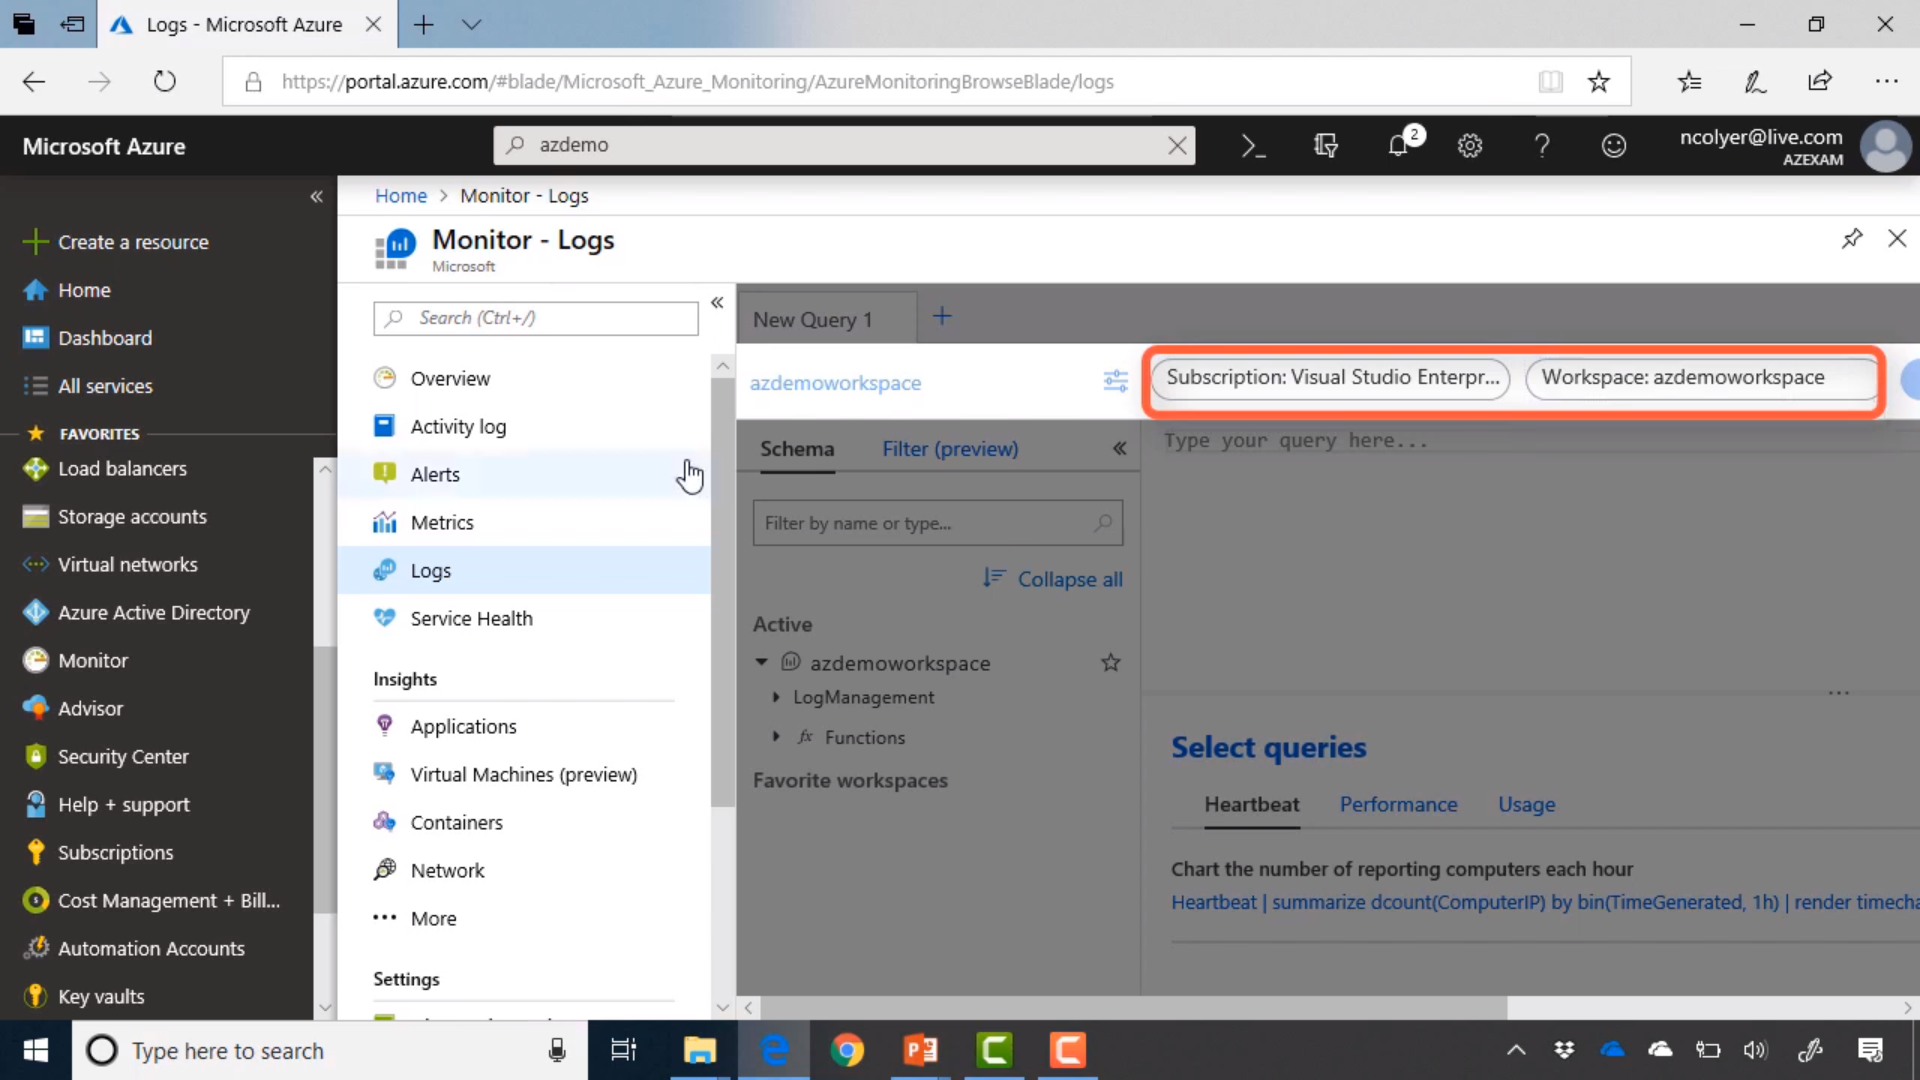 Logs - Microsoft Azure
https://portal.azure.com/#blade/Microsoft_Azure_Monitoring/AzureMonitoringBrowseBlade/logs
Microsoft Azure
azdemo
2
ncolyer@live.com
AZEXAM
Create a resource
Home
Dashboard
All services
FAVORITES
Load balancers
Storage accounts
Virtual networks
Azure Active Directory
Monitor
Advisor
Security Center
Help + support
Subscriptions
Cost Management + Bill...
Automation Accounts
Key vaults
Home > Monitor - Logs
Monitor - Logs
Microsoft
Search (Ctrl+/)
Overview
Activity log
Alerts
Metrics
Logs
Service Health
Insights
Applications
Virtual Machines (preview)
Containers
Network
More
Settings
New Query 1
azdemoworkspace
Subscription: Visual Studio Enterpr...
Workspace: azdemoworkspace
Schema
Filter (preview)
Filter by name or type...
Collapse all
Active
azdemoworkspace
LogManagement
fx Functions
Favorite workspaces
Type your query here...
Select queries
Heartbeat
Performance
Usage
Chart the number of reporting computers each hour
Heartbeat | summarize dcount(ComputerIP) by bin(TimeGenerated, 1h) | render timecha
Type here to search